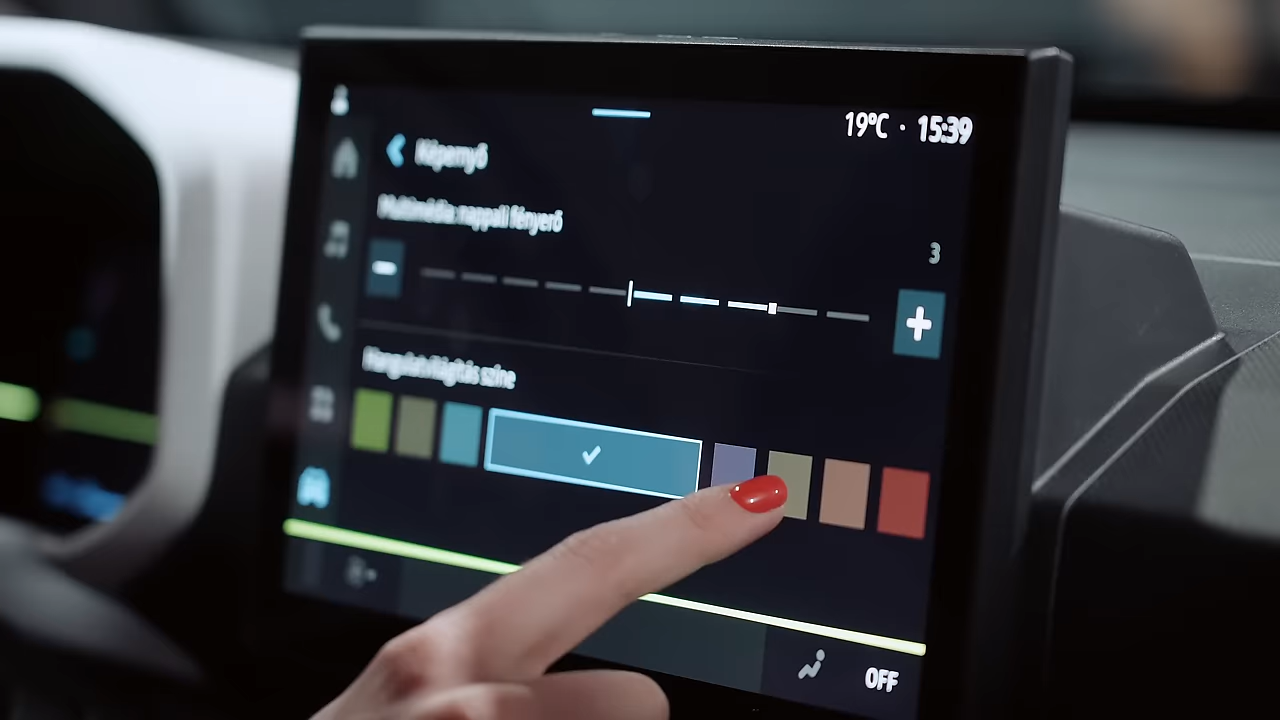 19°C · 15:39
Képernyő
Multimédia nappali fényerő
3
Hangulatvilágítás színe
OFF